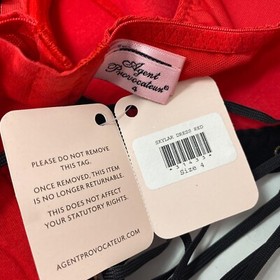 Agent
Provocateur
4
PLEASE DO NOT REMOVE
THIS TAG.
ONCE REMOVED, THIS ITEM
IS NO LONGER RETURNABLE.
THIS DOES NOT AFFECT
YOUR STATUTORY RIGHTS.
AGENTPROVOCATEUR.COM
SKYLAR DRESS RED
Size 4